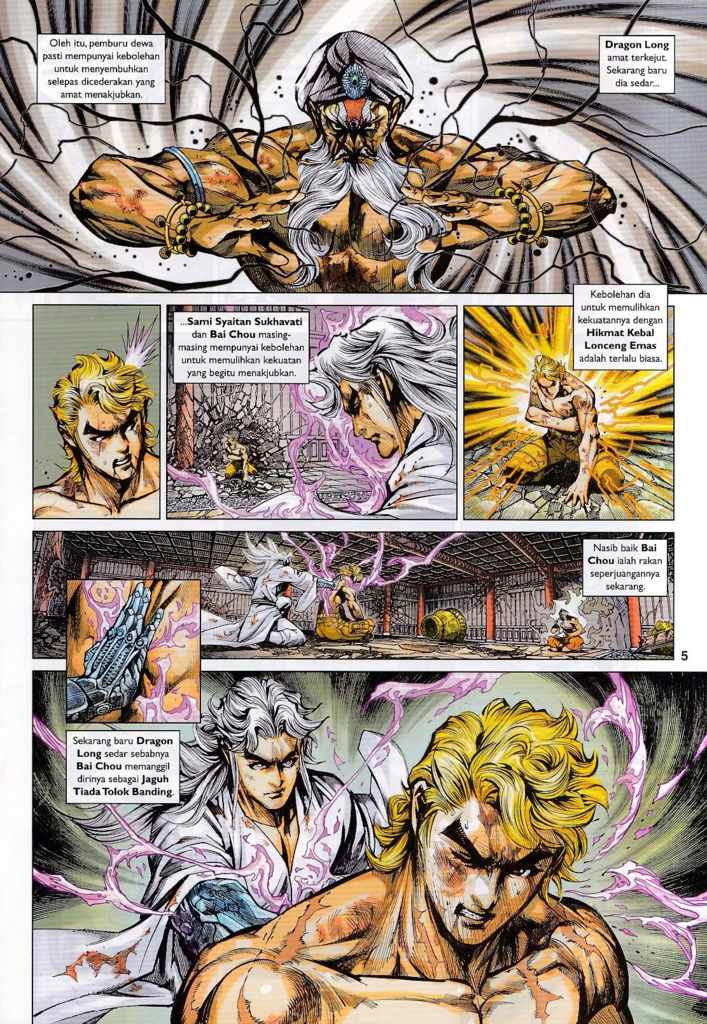 Oleh itu, pemburu dewa
pasti mempunyai kebolehan
untuk menyembuhkan
selepas dicederakan yang
amat menakjubkan.
Dragon Long
amat terkejut.
Sekarang baru
dia sedar...
...Sami Syaitan Sukhavati
dan Bai Chou masing-
masing mempunyai kebolehan
untuk memulihkan kekuatan
yang begitu menakjubkan.
Kebolehan dia
untuk memulihkan
kekuatannya dengan
Hikmat Kebal
Lonceng Emas
adalah terlalu biasa.
Nasib baik Bai
Chou ialah rakan
seperjuangannya
sekarang.
5
Sekarang baru Dragon
Long sedar sebabnya
Bai Chou memanggil
dirinya sebagai Jaguh
Tiada Tolok Banding.